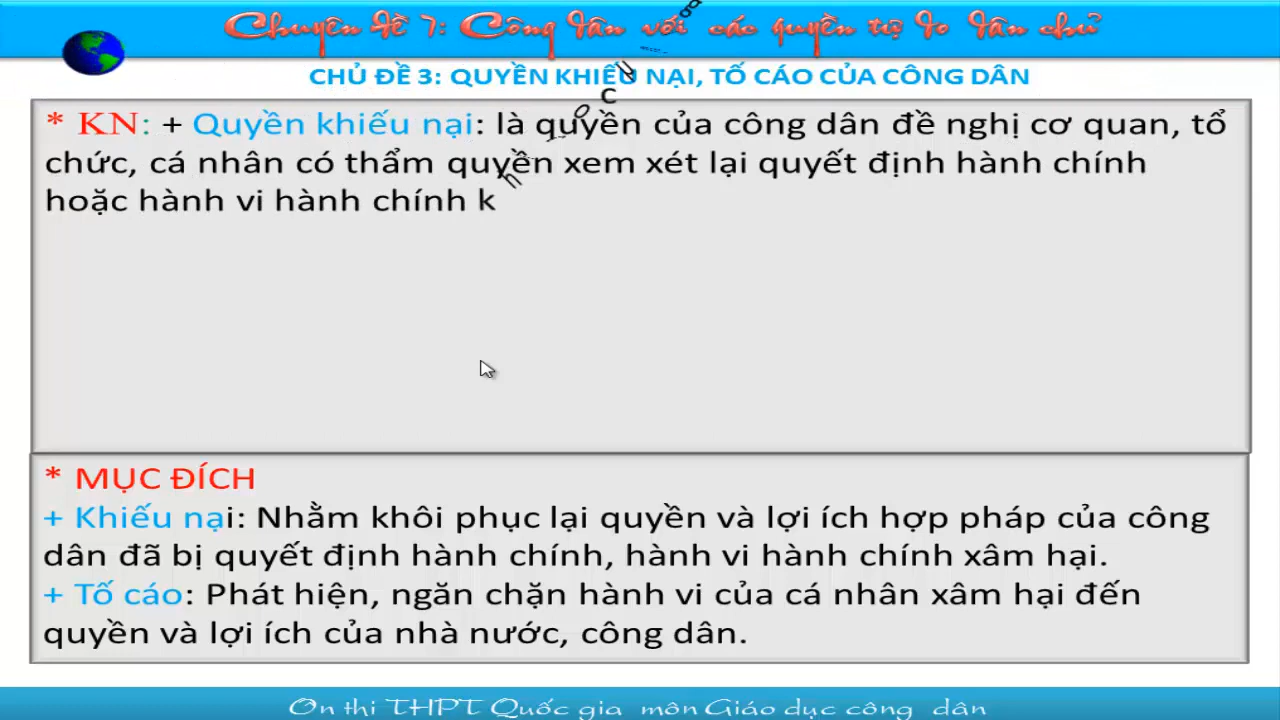 Chuyên đề 7: Công dân với các quyền tự do dân chủ
CHỦ ĐỀ 3: QUYỀN KHIẾU NẠI, TỐ CÁO CỦA CÔNG DÂN
* KN: + Quyền khiếu nại: là quyền của công dân đề nghị cơ quan, tổ
chức, cá nhân có thẩm quyền xem xét lại quyết định hành chính
hoặc hành vi hành chính k
* MỤC ĐÍCH
+ Khiếu nại: Nhằm khôi phục lại quyền và lợi ích hợp pháp của công
dân đã bị quyết định hành chính, hành vi hành chính xâm hại.
+ Tố cáo: Phát hiện, ngăn chặn hành vi của cá nhân xâm hại đến
quyền và lợi ích của nhà nước, công dân.
On thi THPT Quốc gia môn Giáo dục công dân